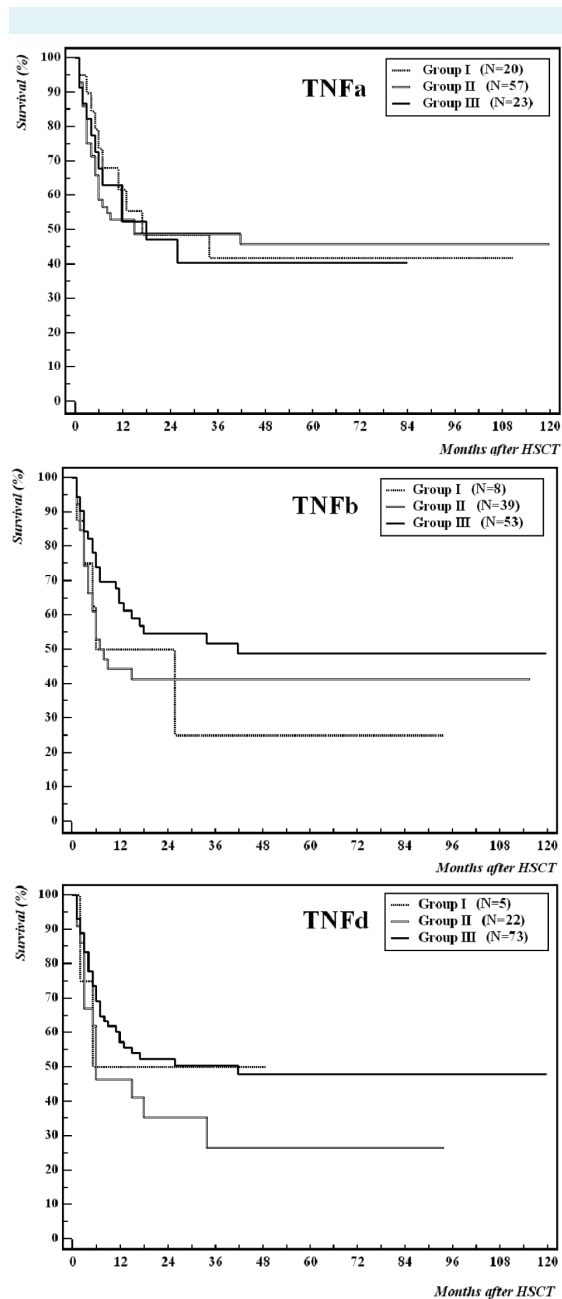 Survival (%)
TNFa
Group I (N=20)
Group II (N=57)
Group III (N=23)
100
90
80
70
60
50
40
30
20
10
0
0 12 24 36 48 60 72 84 96 108 120
Months after HSCT
Survival (%)
TNFb
Group I (N=8)
Group II (N=39)
Group III (N=53)
100
90
80
70
60
50
40
30
20
10
0
0 12 24 36 48 60 72 84 96 108 120
Months after HSCT
Survival (%)
TNFd
Group I (N=5)
Group II (N=22)
Group III (N=73)
100
90
80
70
60
50
40
30
20
10
0
0 12 24 36 48 60 72 84 96 108 120
Months after HSCT